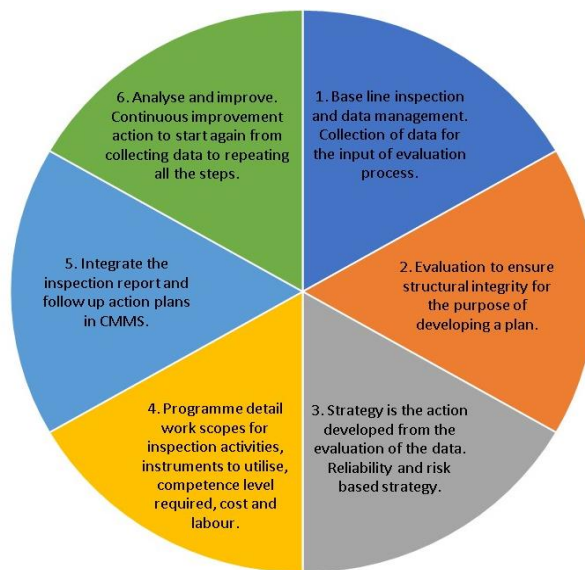 1. Base line inspection
and data management.
Collection of data for
the input of evaluation
process.
2. Evaluation to ensure
structural integrity for
the purpose of
developing a plan.
3. Strategy is the action
developed from the
evaluation of the data.
Reliability and risk
based strategy.
4. Programme detail
work scopes for
inspection activities,
instruments to utilise,
competence level
required, cost and
labour.
5. Integrate the
inspection report and
follow up action plans
in CMMS.
6. Analyse and improve.
Continuous improvement
action to start again from
collecting data to repeating
all the steps.